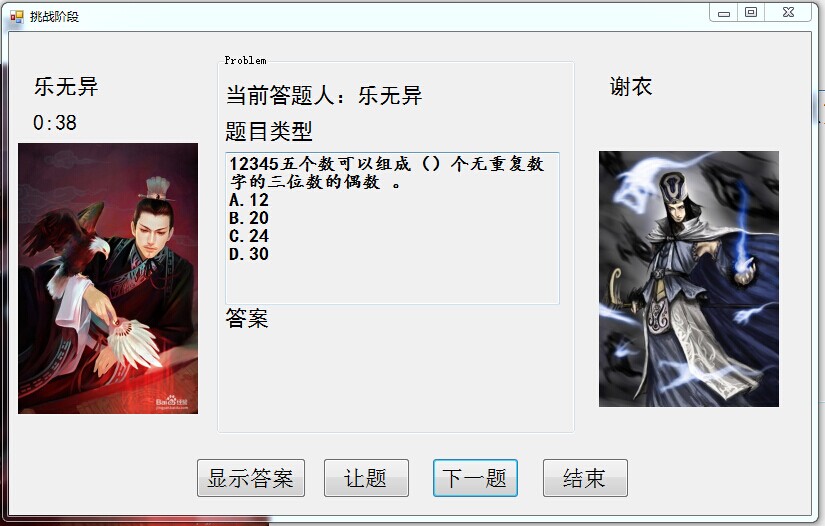 挑战阶段
乐无异
0:38
Problem
当前答题人：乐无异
题目类型
12345五个数可以组成（）个无重复数
字的三位数的偶数 。
A.12
B.20
C.24
D.30
答案
谢衣
显示答案
让题
下一题
结束